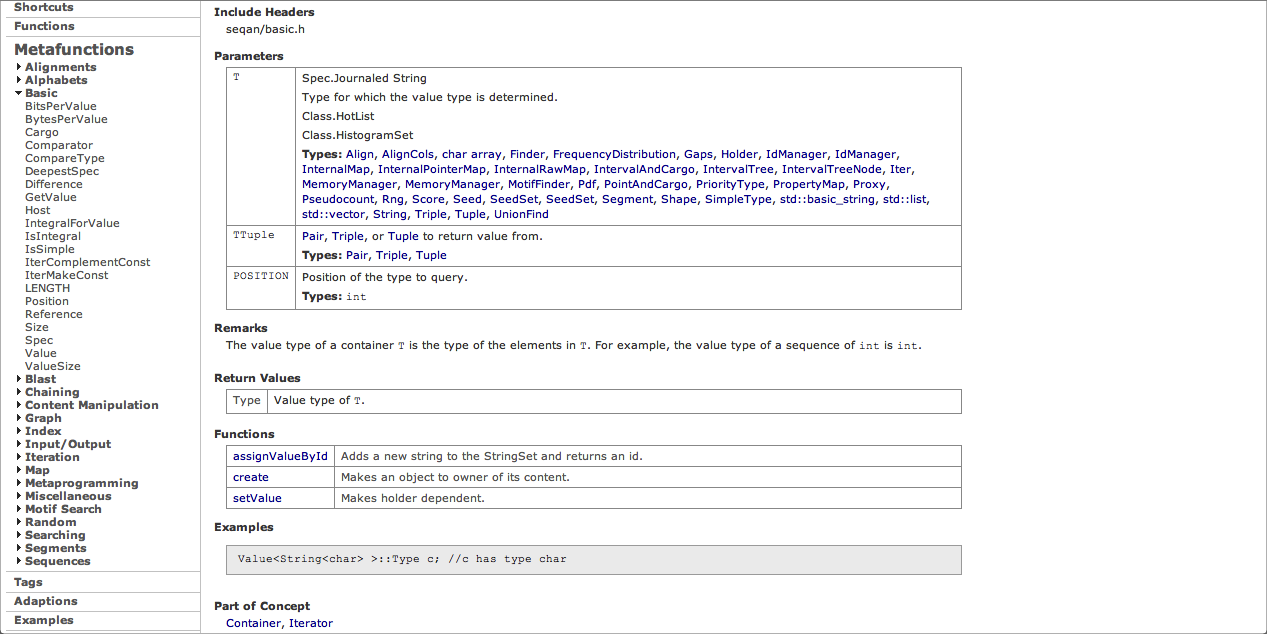 Shortcuts
Functions
Metafunctions
Alignments
Alphabets
Basic
BitsPerValue
BytesPerValue
Cargo
Comparator
CompareType
DeepestSpec
Difference
GetValue
Host
IntegralForValue
IsIntegral
IsSimple
IterComplementConst
IterMakeConst
LENGTH
Position
Reference
Size
Spec
Value
ValueSize
Blast
Chaining
Content Manipulation
Graph
Index
Input/Output
Iteration
Map
Metaprogramming
Miscellaneous
Motif Search
Random
Searching
Segments
Sequences
Tags
Adaptions
Examples
Include Headers
seqan/basic.h
Parameters
T
Spec.Journaled String
Type for which the value type is determined.
Class.HotList
Class.HistogramSet
Types: Align, AlignCols, char array, Finder, FrequencyDistribution, Gaps, Holder, IdManager, IdManager,
InternalMap, InternalPointerMap, InternalRawMap, IntervalAndCargo, IntervalTree, IntervalTreeNode, Iter,
MemoryManager, MemoryManager, MotifFinder, Pdf, PointAndCargo, PriorityType, PropertyMap, Proxy,
Pseudocount, Rng, Score, Seed, SeedSet, SeedSet, Segment, Shape, SimpleType, std::basic_string, std::list,
std::vector, String, Triple, Tuple, UnionFind
TTuple
Pair, Triple, or Tuple to return value from.
Types: Pair, Triple, Tuple
POSITION
Position of the type to query.
Types: int
Remarks
The value type of a container T is the type of the elements in T. For example, the value type of a sequence of int is int.
Return Values
Type Value type of T.
Functions
assignValueById Adds a new string to the StringSet and returns an id.
create Makes an object to owner of its content.
setValue Makes holder dependent.
Examples
Value<String<char> >::Type c; //c has type char
Part of Concept
Container, Iterator